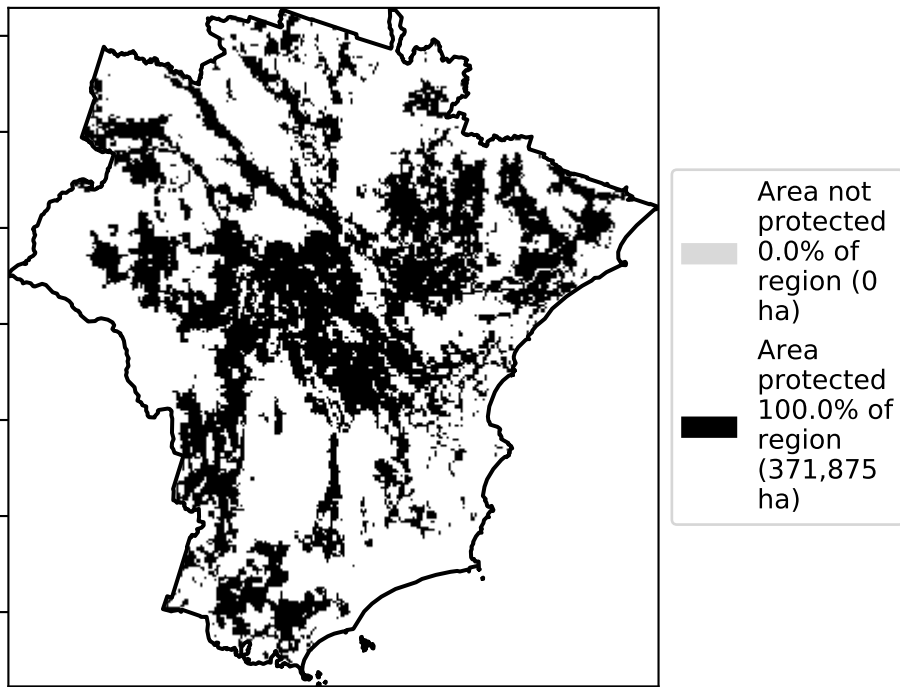 Area not
protected
0.0% of
region (0
ha)
Area
protected
100.0% of
region
(371,875
ha)